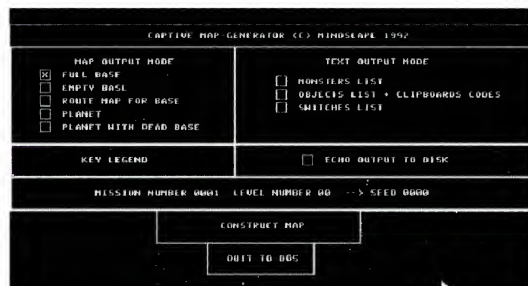 CAPTIVE MAP GENERATOR (C) MINDSCAPE 1992
MAP OUTPUT MODE
FULL BASE
EMPTY BASE
ROUTE MAP FOR BASE
PLANET
PLANET WITH DEAD BASE
TEXT OUTPUT MODE
MONSTERS LIST
OBJECTS LIST + CLIPBOARDS CODES
SWITCHES LIST
KEY LEGEND
ECHO OUTPUT TO DISK
MISSION NUMBER 0001 LEVEL NUMBER 00 --> SEED 0000
CONSTRUCT MAP
QUIT TO DOS